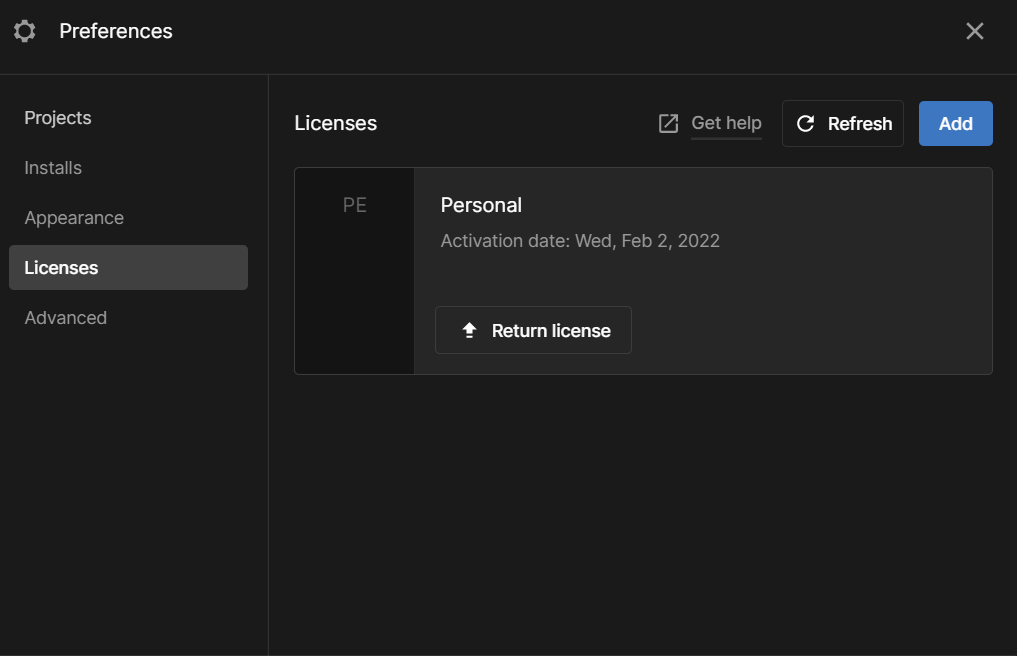 Preferences
Projects
Installs
Appearance
Licenses
Advanced
Licenses
Get help
Refresh
Add
PE
Personal
Activation date: Wed, Feb 2, 2022
Return license